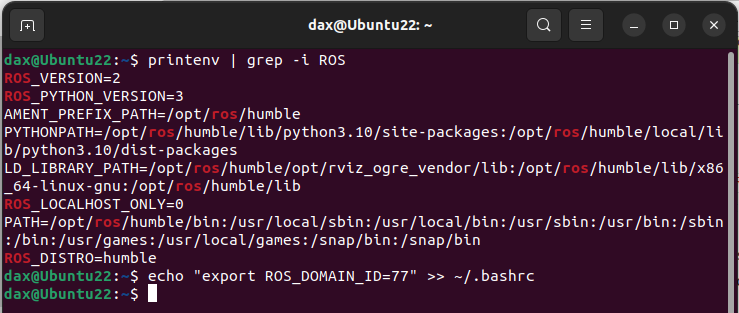 dax@Ubuntu22: ~
dax@Ubuntu22:~$ printenv | grep -i ROS
ROS_VERSION=2
ROS_PYTHON_VERSION=3
AMENT_PREFIX_PATH=/opt/ros/humble
PYTHONPATH=/opt/ros/humble/lib/python3.10/site-packages:/opt/ros/humble/local/li
b/python3.10/dist-packages
LD_LIBRARY_PATH=/opt/ros/humble/opt/rviz_ogre_vendor/lib:/opt/ros/humble/lib/x86
_64-linux-gnu:/opt/ros/humble/lib
ROS_LOCALHOST_ONLY=0
PATH=/opt/ros/humble/bin:/usr/local/sbin:/usr/local/bin:/usr/sbin:/usr/bin:/sbin
:/bin:/usr/games:/usr/local/games:/snap/bin:/snap/bin
ROS_DISTRO=humble
dax@Ubuntu22:~$ echo "export ROS_DOMAIN_ID=77" >> ~/.bashrc
dax@Ubuntu22:~$